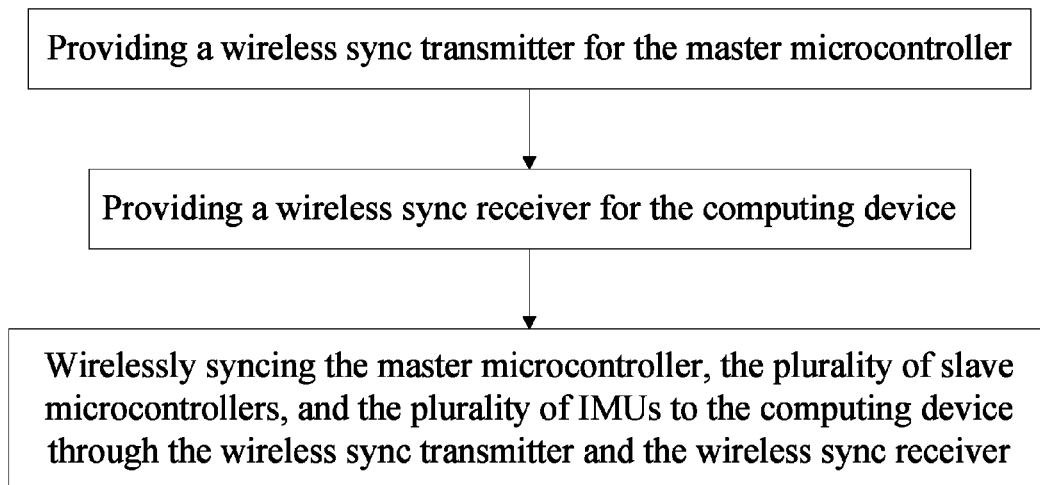 Providing a wireless sync transmitter for the master microcontroller
Providing a wireless sync receiver for the computing device
Wirelessly syncing the master microcontroller, the plurality of slave
microcontrollers, and the plurality of IMUs to the computing device
through the wireless sync transmitter and the wireless sync receiver